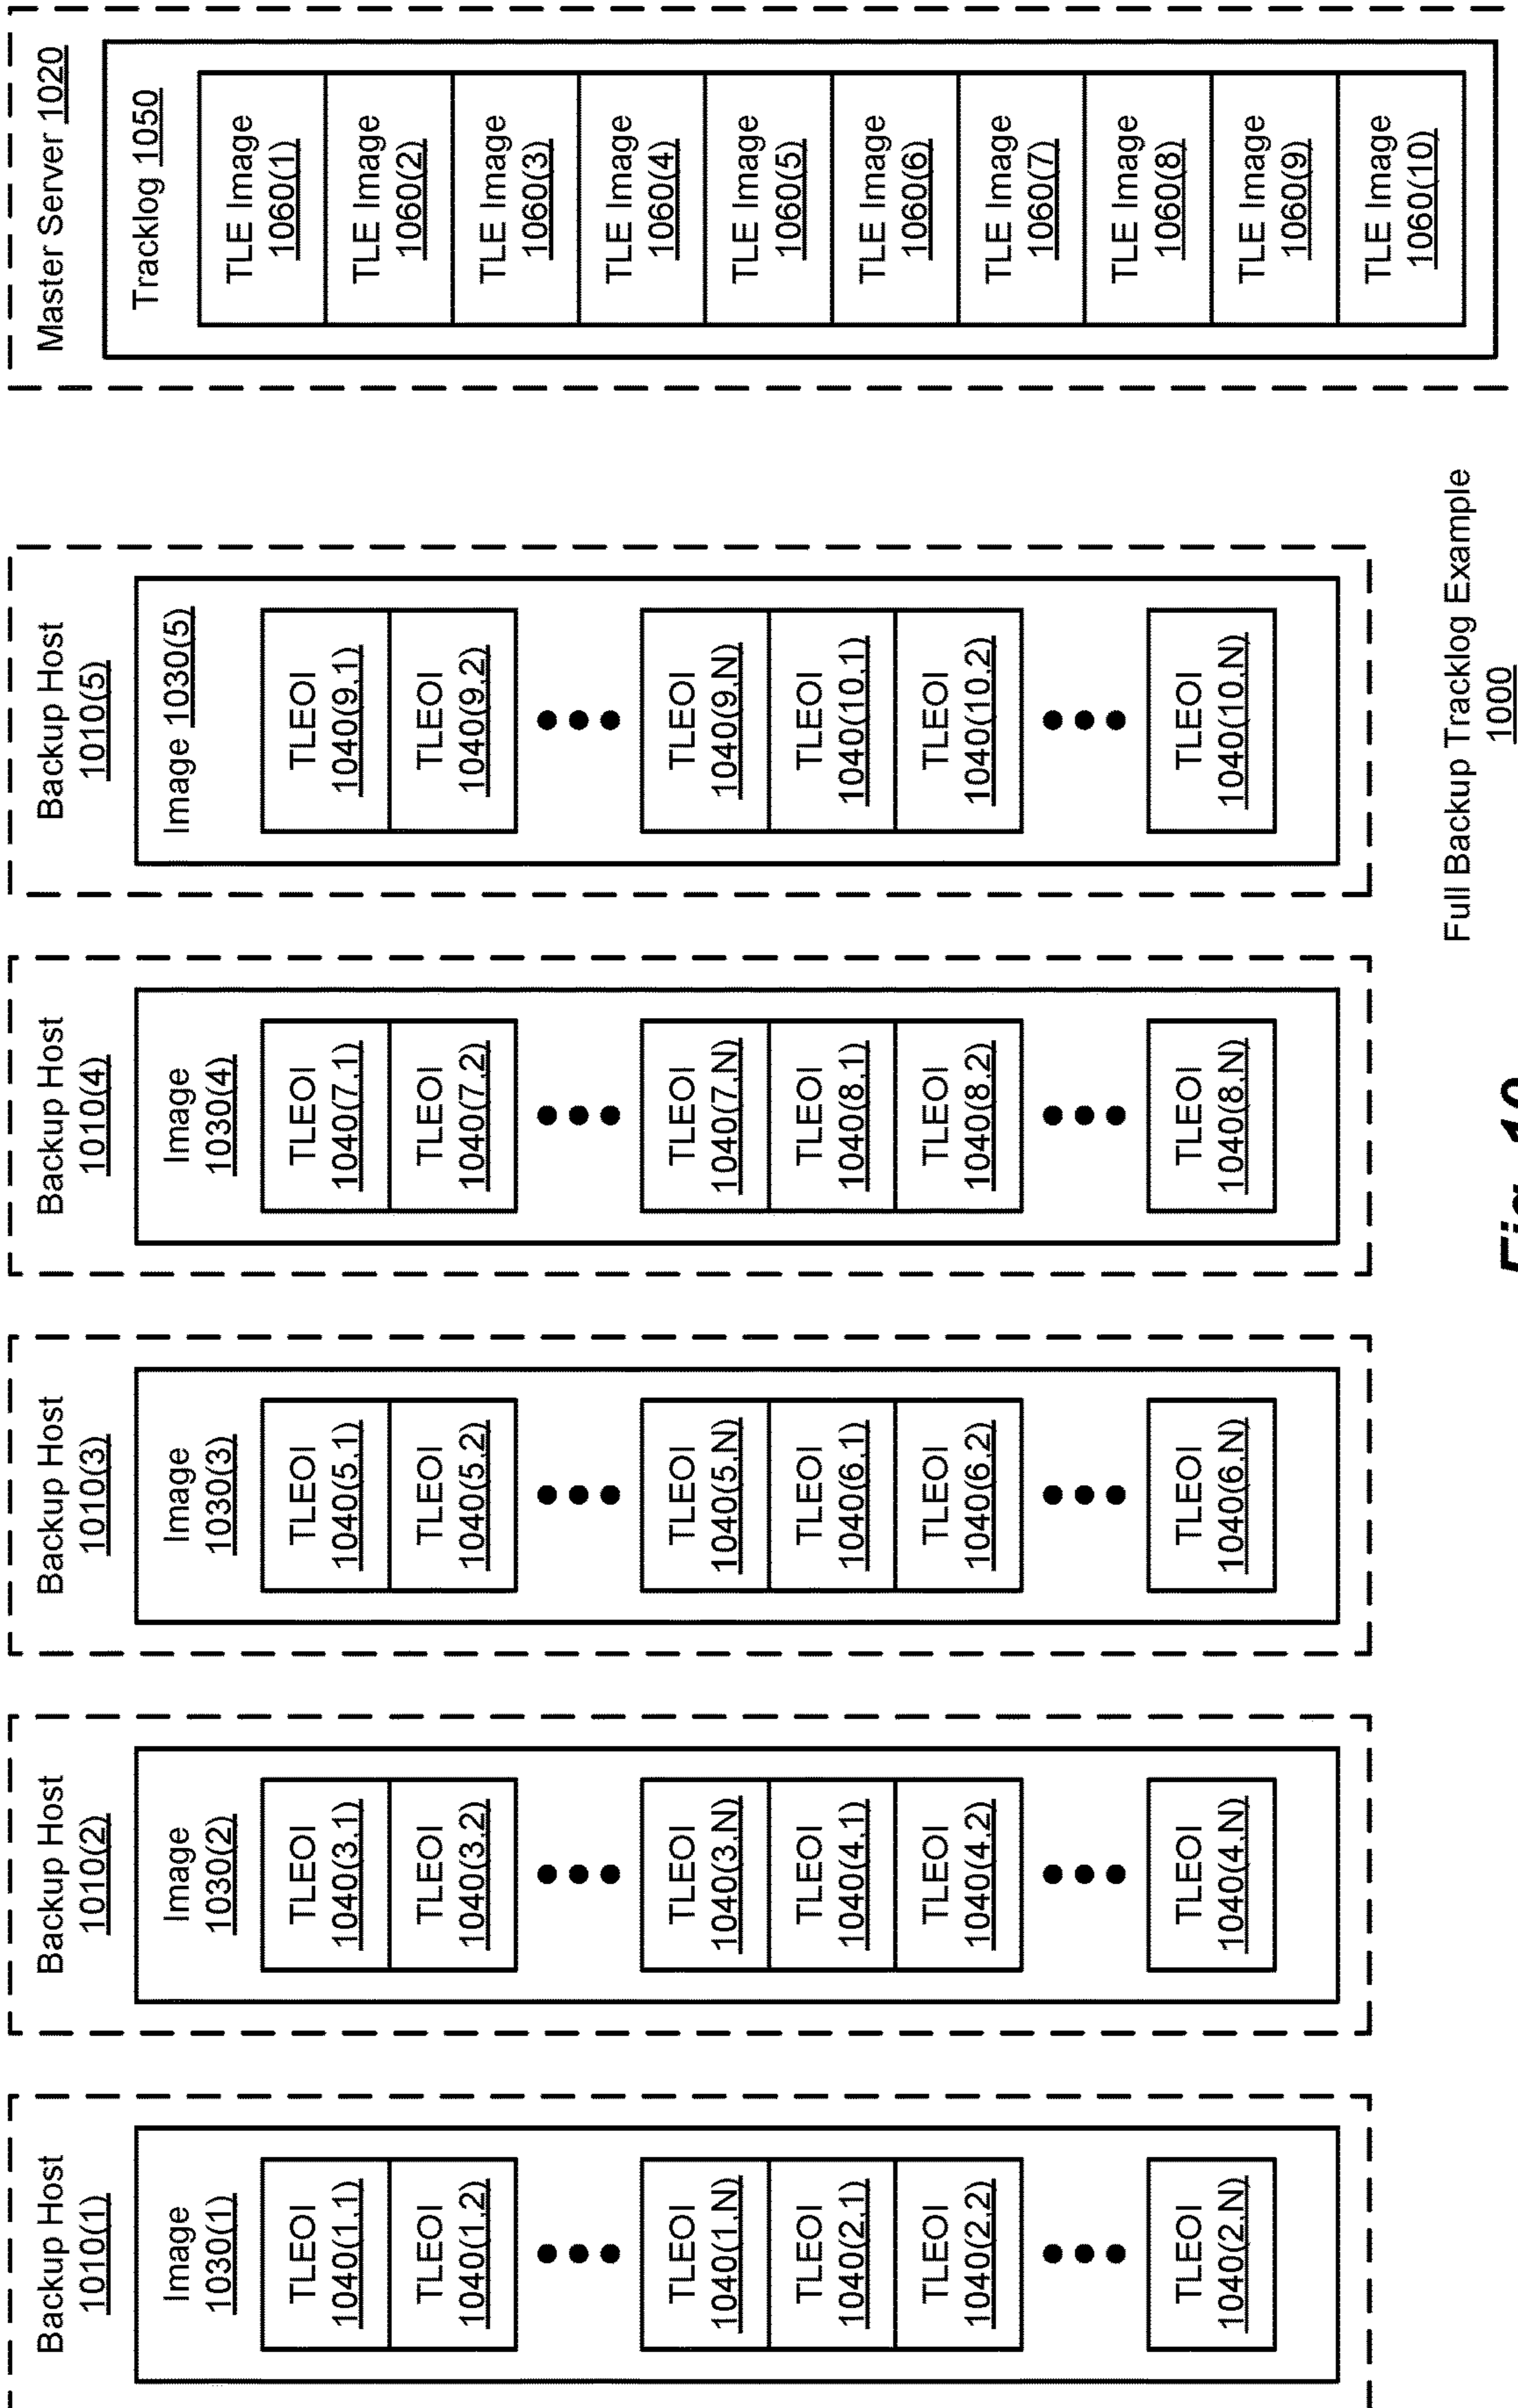 Backup Host
1010(1)
Image
1030(1)
TLEOI
1040(1,1)
TLEOI
1040(1,2)
TLEOI
1040(1,N)
TLEOI
1040(2,1)
TLEOI
1040(2,2)
TLEOI
1040(2,N)
Backup Host
1010(2)
Image
1030(2)
TLEOI
1040(3,1)
TLEOI
1040(3,2)
TLEOI
1040(3,N)
TLEOI
1040(4,1)
TLEOI
1040(4,2)
TLEOI
1040(4,N)
Backup Host
1010(3)
Image
1030(3)
TLEOI
1040(5,1)
TLEOI
1040(5,2)
TLEOI
1040(5,N)
TLEOI
1040(6,1)
TLEOI
1040(6,2)
TLEOI
1040(6,N)
Backup Host
1010(4)
Image
1030(4)
TLEOI
1040(7,1)
TLEOI
1040(7,2)
TLEOI
1040(7,N)
TLEOI
1040(8,1)
TLEOI
1040(8,2)
TLEOI
1040(8,N)
Backup Host
1010(5)
Image 1030(5)
TLEOI
1040(9,1)
TLEOI
1040(9,2)
TLEOI
1040(9,N)
TLEOI
1040(10,1)
TLEOI
1040(10,2)
TLEOI
1040(10,N)
Master Server 1020
Tracklog 1050
TLE Image
1060(1)
TLE Image
1060(2)
TLE Image
1060(3)
TLE Image
1060(4)
TLE Image
1060(5)
TLE Image
1060(6)
TLE Image
1060(7)
TLE Image
1060(8)
TLE Image
1060(9)
TLE Image
1060(10)
Full Backup Tracklog Example
1000